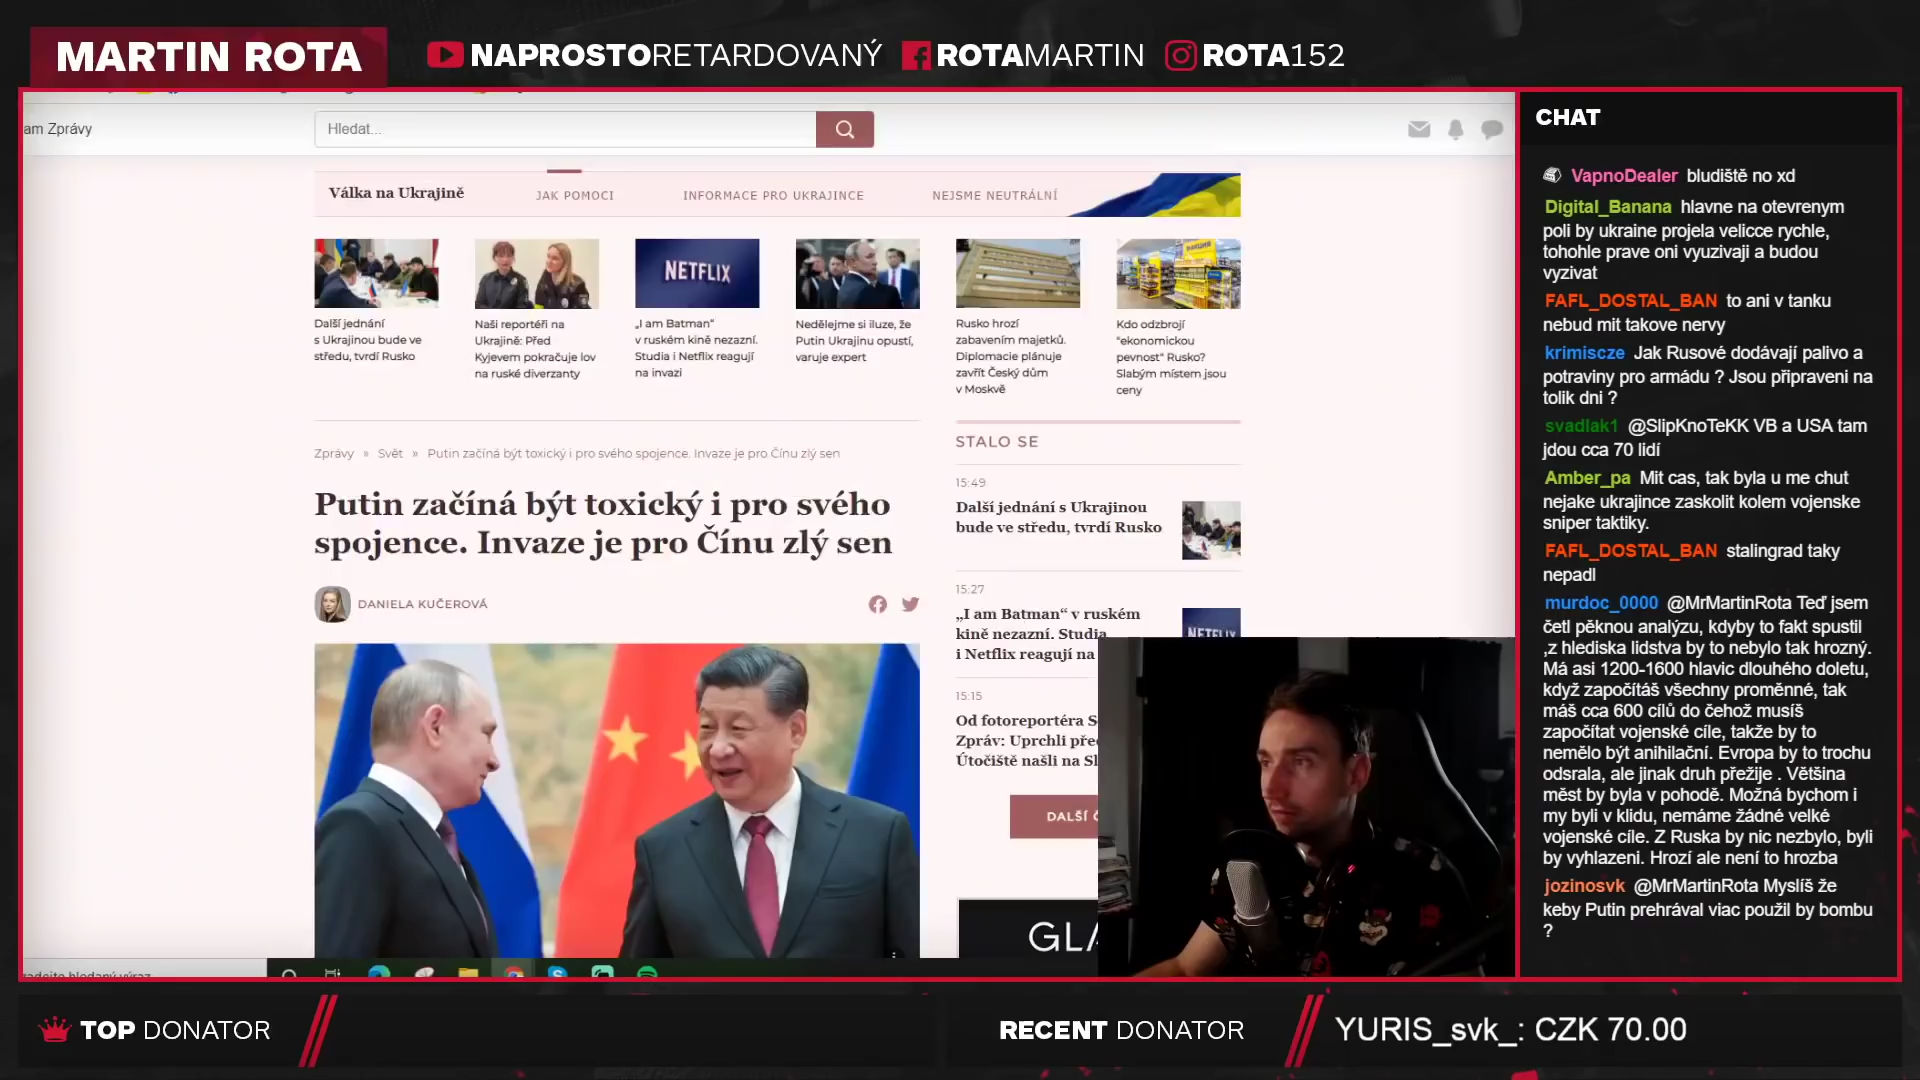 MARTIN ROTA
NAPROSTORETARDOVANÝ
ROTAMARTIN
ROTA152
am Zprávy
Hledat...
Válka na Ukrajině
JAK POMOCI
INFORMACE PRO UKRAJINCE
NEJSME NEUTRÁLNÍ
NETFLIX
Další jednání
s Ukrajinou bude ve
středu, tvrdí Rusko
Naši reportéři na
Ukrajině: Před
Kyjevem pokračuje lov
na ruské diverzanty
„I am Batman“
v ruském kině nezazní.
Studia i Netflix reagují
na invazi
Nedělejme si iluze, že
Putin Ukrajinu opustí,
varuje expert
Rusko hrozí
zabavením majetků.
Diplomacie plánuje
zavřít Český dům
v Moskvě
Kdo odzbrojí
“ekonomickou
pevnost“ Rusko?
Slabým místem jsou
ceny
Zprávy » Svět » Putin začíná být toxický i pro svého spojence. Invaze je pro Čínu zlý sen
Putin začíná být toxický i pro svého
spojence. Invaze je pro Čínu zlý sen
DANIELA KUČEROVÁ
STALO SE
15:49
Další jednání s Ukrajinou
bude ve středu, tvrdí Rusko
15:27
„I am Batman“ v ruském
kině nezazní. Studia
i Netflix reagují na
NETFLIX
15:15
Od fotoreportéra S
Zpráv: Uprchli pře
Útočiště našli na Sl
DALŠÍ
GLA
zadejte hledaný výraz
CHAT
VapnoDealer bludiště no xd
Digital_Banana hlavne na otevrenym
poli by ukraine projela velicce rychle,
tohohle prave oni vyuzivaji a budou
vyzivat
FAFL_DOSTAL_BAN to ani v tanku
nebud mit takove nervy
krimiscze Jak Rusové dodávají palivo a
potraviny pro armádu ? Jsou připraveni na
tolik dni ?
svadlak1 @SlipKnoTeKK VB a USA tam
jdou cca 70 lidí
Amber_pa Mit cas, tak byla u me chut
nejake ukrajince zaskolit kolem vojenske
sniper taktiky.
FAFL_DOSTAL_BAN stalingrad taky
nepadl
murdoc_0000 @MrMartinRota Teď jsem
četl pěknou analýzu, kdyby to fakt spustil
,z hlediska lidstva by to nebylo tak hrozný.
Má asi 1200-1600 hlavic dlouhého doletu,
když započítáš všechny proměnné, tak
máš cca 600 cílů do čehož musíš
započítat vojenské cíle, takže by to
nemělo být anihilační. Evropa by to trochu
odsrala, ale jinak druh přežije . Většina
měst by byla v pohodě. Možná bychom i
my byli v klidu, nemáme žádné velké
vojenské cíle. Z Ruska by nic nezbylo, byli
by vyhlazeni. Hrozí ale není to hrozba
jozinosvk @MrMartinRota Myslíš že
keby Putin prehrával viac použil by bombu
?
TOP DONATOR
RECENT DONATOR
YURIS_svk_: CZK 70.00